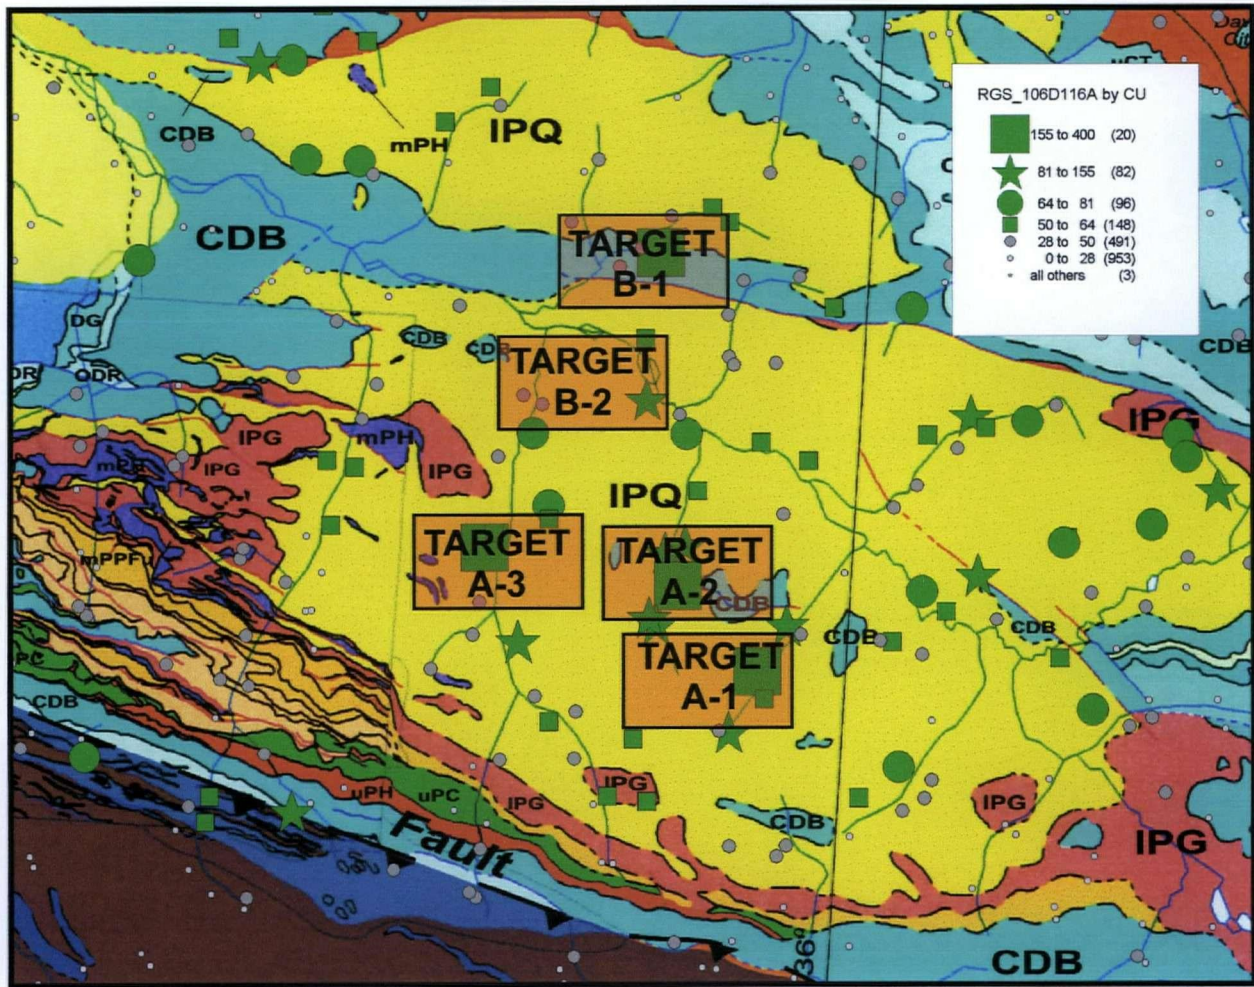 CDB
mPH
IPQ
RGS_106D116A by CU
155 to 400 (20)
81 to 155 (82)
64 to 81 (96)
50 to 64 (148)
28 to 50 (491)
0 to 28 (953)
all others (3)
CDB
TARGET
B-1
DG
CDB
CDB
TARGET
B-2
ODR
IPG
mPH
IPG
IPG
IPG
IPQ
TARGET
A-3
TARGET
A-2
CDB
mPPF
CDB
CDB
TARGET
A-1
CDB
uPH
uPC
IPG
IPG
IPG
CDB
IPG
Fault
36°
CDB